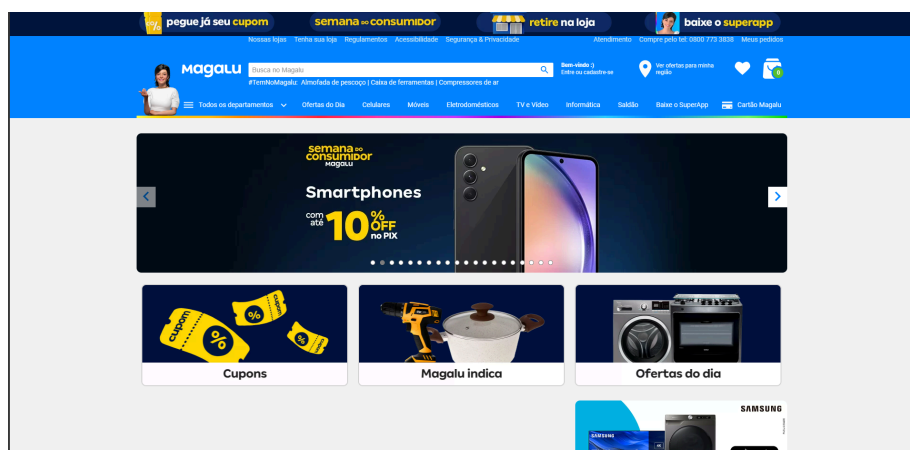 pegue já seu cupom
semana do consumidor
retire na loja
baixe o superapp
Nossas lojas Tenha sua loja Regulamentos Acessibilidade Segurança & Privacidade Atendimento Compre pelo tel: 0800 773 3838 Meus pedidos
Magalu
Busca no Magalu
Bem-vindo :)
Entre ou cadastre-se
Ver ofertas para minha
região
0
#TemNoMagalu: Almofada de pescoço | Caixa de ferramentas | Compressores de ar
Todos os departamentos Ofertas do Dia Celulares Móveis Eletrodomésticos TV e Vídeo Informática Saldão Baixe o SuperApp Cartão Magalu
semana do
consumidor
Magalu
Smartphones
com
até 10% OFF
no PIX
cupom %
% cupom
%
Cupons
Magalu indica
Ofertas do dia
SAMSUNG
SAMSUNG